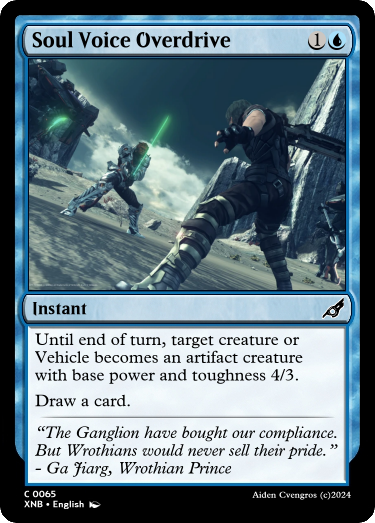 Soul Voice Overdrive 1
Instant
Until end of turn, target creature or
Vehicle becomes an artifact creature
with base power and toughness 4/3.
Draw a card.
"The Ganglion have bought our compliance.
But Wrothians would never sell their pride."
- Ga Jiarg, Wrothian Prince
C 0065
XNB • English
Aiden Cvengros (c)2024